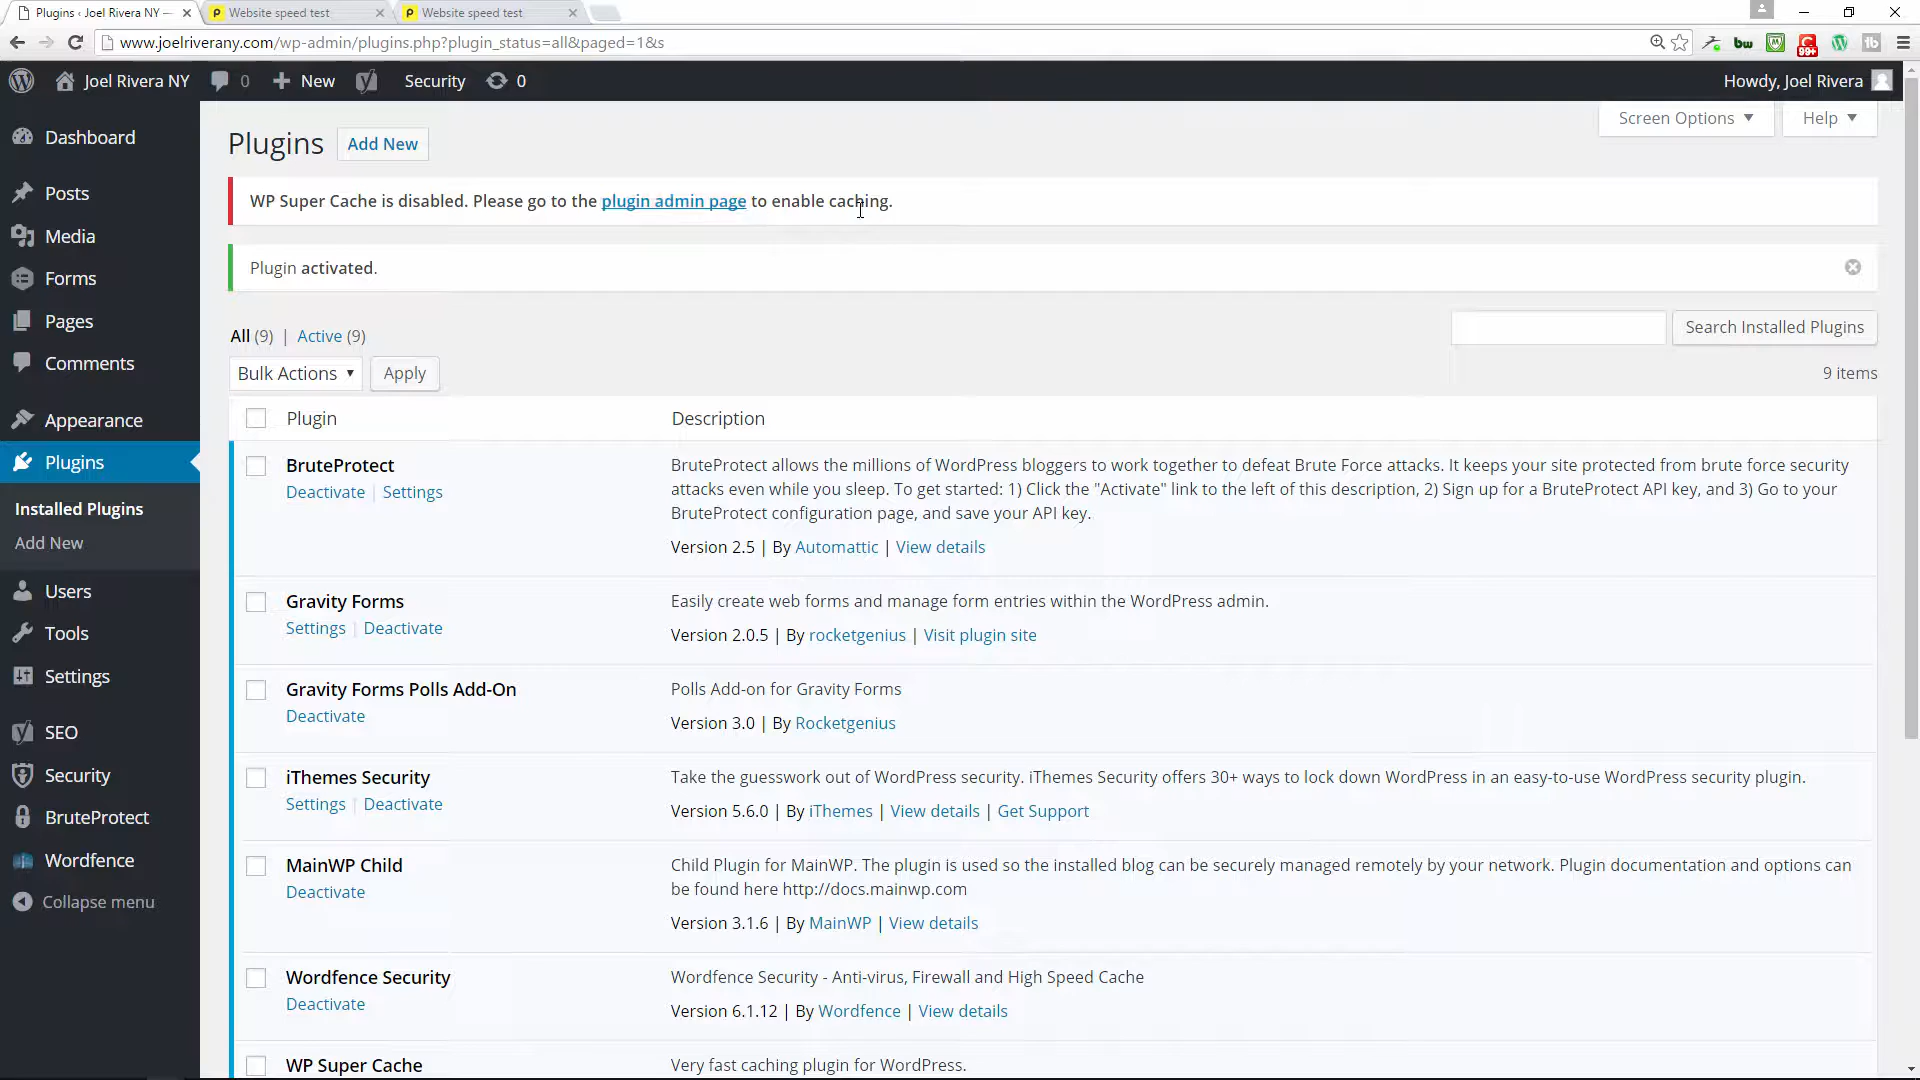 Plugins ‹ Joel Rivera NY —
Website speed test
Website speed test
www.joelriverany.com/wp-admin/plugins.php?plugin_status=all&paged=1&s
99+
Joel Rivera NY
0
New
Security
0
Howdy, Joel Rivera
Dashboard
Posts
Media
Forms
Pages
Comments
Appearance
Plugins
Installed Plugins
Add New
Users
Tools
Settings
SEO
Security
BruteProtect
Wordfence
Collapse menu
Screen Options
Help
Plugins
Add New
WP Super Cache is disabled. Please go to the plugin admin page to enable caching.
Plugin activated.
All (9) | Active (9)
Search Installed Plugins
Bulk Actions
Apply
9 items
Plugin
Description
BruteProtect
Deactivate | Settings
BruteProtect allows the millions of WordPress bloggers to work together to defeat Brute Force attacks. It keeps your site protected from brute force security
attacks even while you sleep. To get started: 1) Click the "Activate" link to the left of this description, 2) Sign up for a BruteProtect API key, and 3) Go to your
BruteProtect configuration page, and save your API key.
Version 2.5 | By Automattic | View details
Gravity Forms
Settings | Deactivate
Easily create web forms and manage form entries within the WordPress admin.
Version 2.0.5 | By rocketgenius | Visit plugin site
Gravity Forms Polls Add-On
Deactivate
Polls Add-on for Gravity Forms
Version 3.0 | By Rocketgenius
iThemes Security
Settings | Deactivate
Take the guesswork out of WordPress security. iThemes Security offers 30+ ways to lock down WordPress in an easy-to-use WordPress security plugin.
Version 5.6.0 | By iThemes | View details | Get Support
MainWP Child
Deactivate
Child Plugin for MainWP. The plugin is used so the installed blog can be securely managed remotely by your network. Plugin documentation and options can
be found here http://docs.mainwp.com
Version 3.1.6 | By MainWP | View details
Wordfence Security
Deactivate
Wordfence Security - Anti-virus, Firewall and High Speed Cache
Version 6.1.12 | By Wordfence | View details
WP Super Cache
Very fast caching plugin for WordPress.